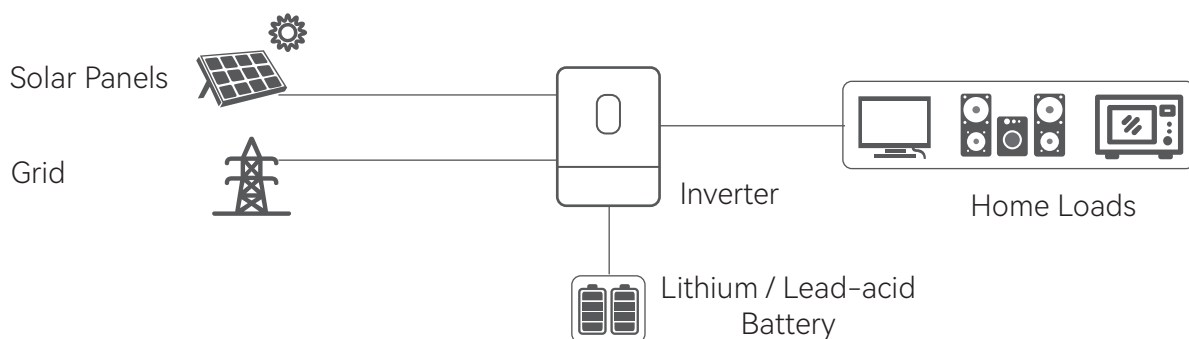 Solar Panels
Grid
Inverter
Home Loads
Lithium / Lead-acid
Battery